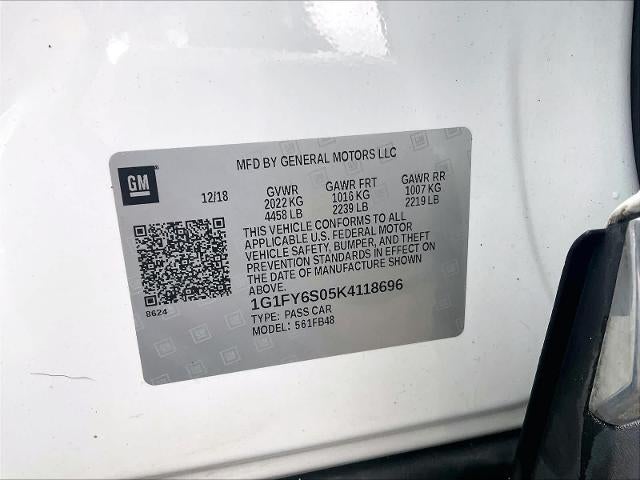 MFD BY GENERAL MOTORS LLC
GM
12/18 GVWR GAWR FRT GAWR RR
2022 KG 1016 KG 1007 KG
4458 LB 2239 LB 2219 LB
THIS VEHICLE CONFORMS TO ALL
APPLICABLE U.S. FEDERAL MOTOR
VEHICLE SAFETY, BUMPER, AND THEFT
PREVENTION STANDARDS IN EFFECT ON
THE DATE OF MANUFACTURE SHOWN
ABOVE.
8624
1G1FY6S05K4118696
TYPE: PASS CAR
MODEL: 561FB48